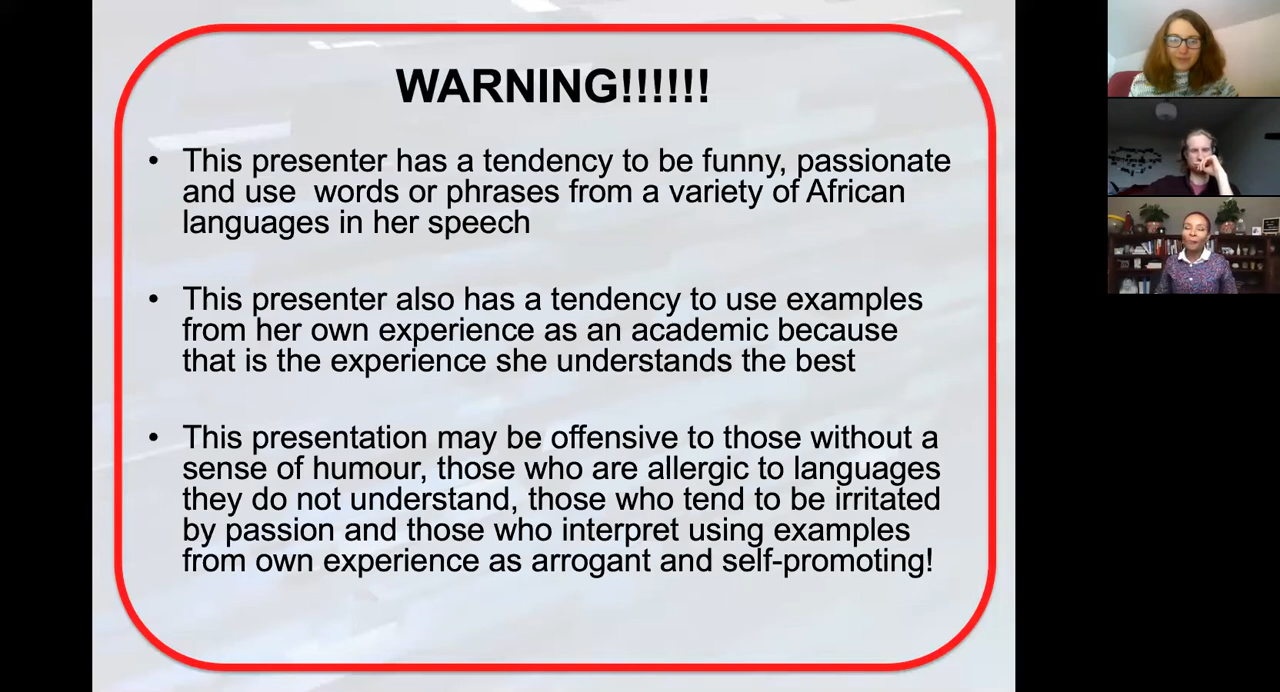 WARNING!!!!!!
• This presenter has a tendency to be funny, passionate
and use  words or phrases from a variety of African
languages in her speech
• This presenter also has a tendency to use examples
from her own experience as an academic because
that is the experience she understands the best
• This presentation may be offensive to those without a
sense of humour, those who are allergic to languages
they do not understand, those who tend to be irritated
by passion and those who interpret using examples
from own experience as arrogant and self-promoting!